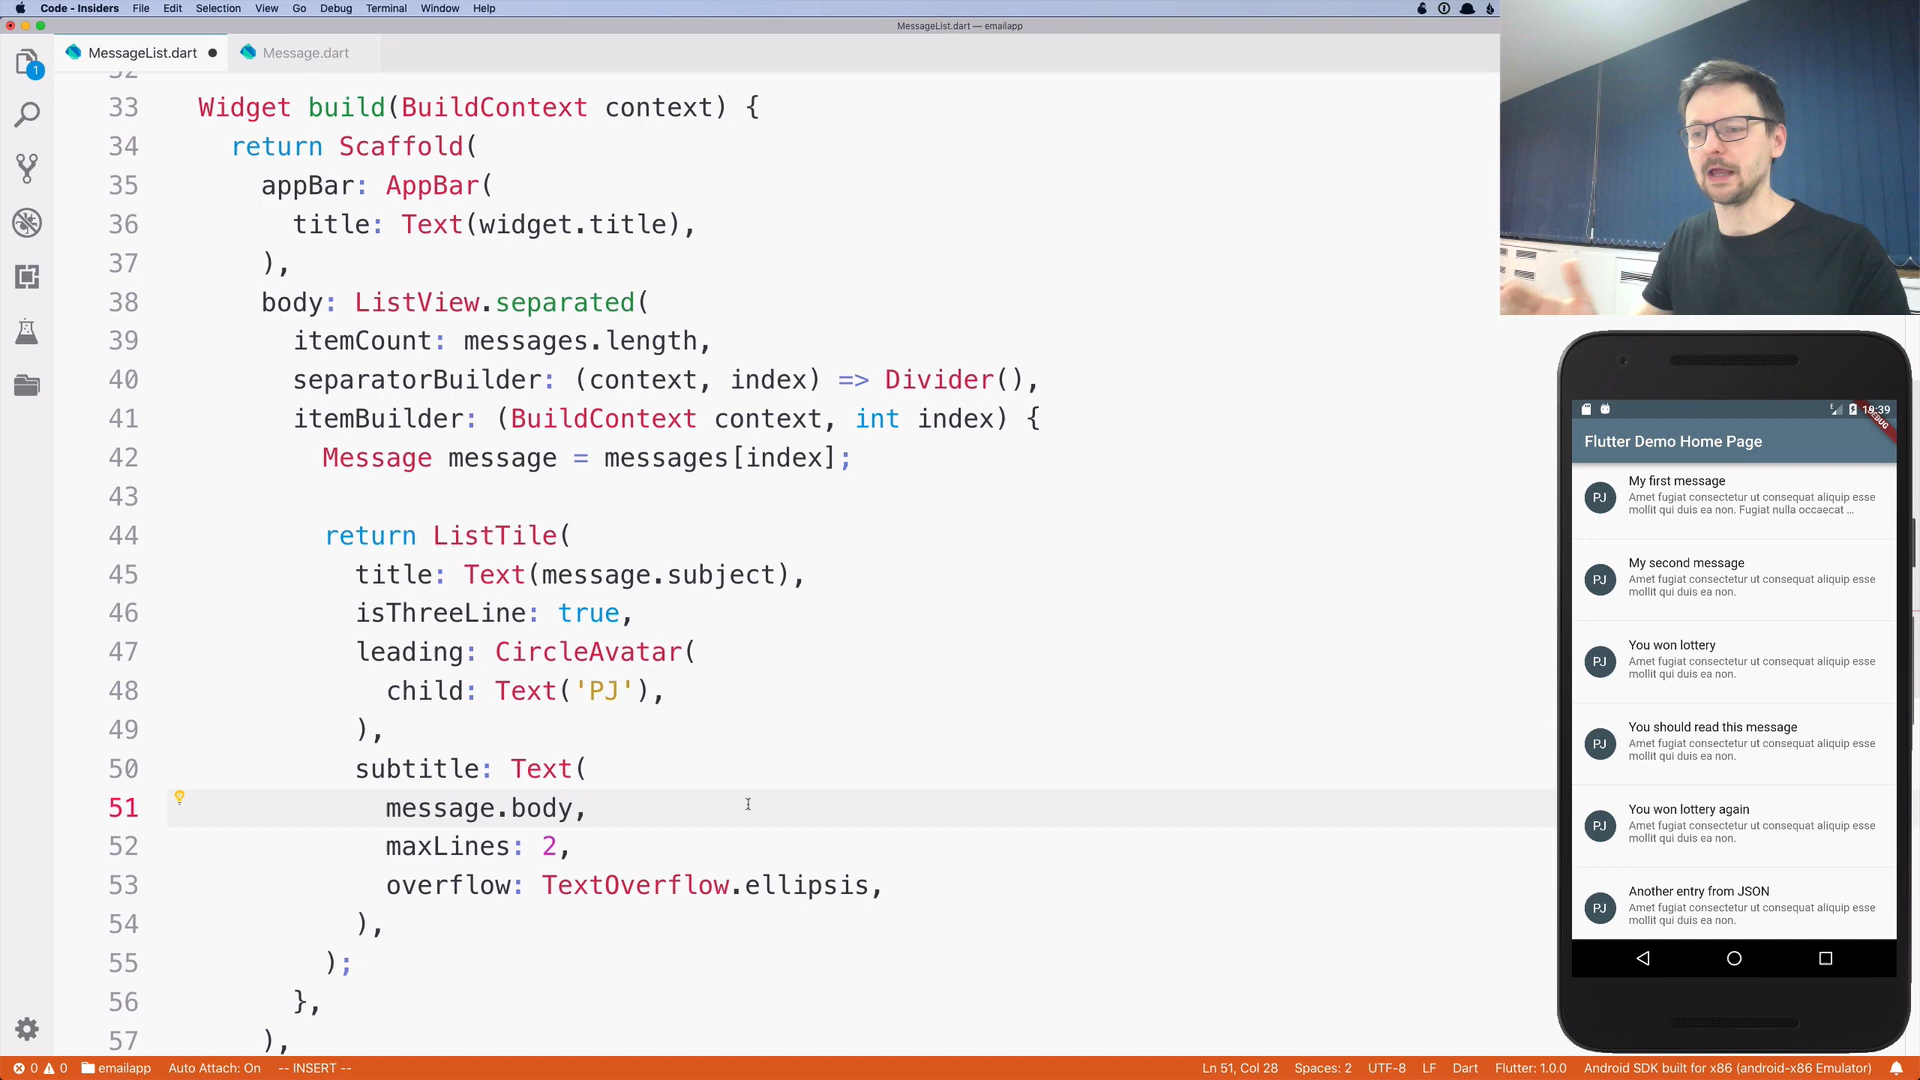 Code - Insiders File Edit Selection View Go Debug Terminal Window Help
MessageList.dart — emailapp
MessageList.dart Message.dart
1
32
33 Widget build(BuildContext context) {
34 return Scaffold(
35 appBar: AppBar(
36 title: Text(widget.title),
37 ),
38 body: ListView.separated(
39 itemCount: messages.length,
40 separatorBuilder: (context, index) => Divider(),
41 itemBuilder: (BuildContext context, int index) {
42 Message message = messages[index];
43
44 return ListTile(
45 title: Text(message.subject),
46 isThreeLine: true,
47 leading: CircleAvatar(
48 child: Text('PJ'),
49 ),
50 subtitle: Text(
51 message.body,
52 maxLines: 2,
53 overflow: TextOverflow.ellipsis,
54 ),
55 );
56 },
57 ),
0 0 emailapp Auto Attach: On -- INSERT -- Ln 51, Col 28 Spaces: 2 UTF-8 LF Dart Flutter: 1.0.0 Android SDK built for x86 (android-x86 Emulator)
DEBUG
Flutter Demo Home Page
PJ
My first message
Amet fugiat consectetur ut consequat aliquip esse
mollit qui duis ea non. Fugiat nulla occaecat ...
PJ
My second message
Amet fugiat consectetur ut consequat aliquip esse
mollit qui duis ea non.
PJ
You won lottery
Amet fugiat consectetur ut consequat aliquip esse
mollit qui duis ea non.
PJ
You should read this message
Amet fugiat consectetur ut consequat aliquip esse
mollit qui duis ea non.
PJ
You won lottery again
Amet fugiat consectetur ut consequat aliquip esse
mollit qui duis ea non.
PJ
Another entry from JSON
Amet fugiat consectetur ut consequat aliquip esse
mollit qui duis ea non.